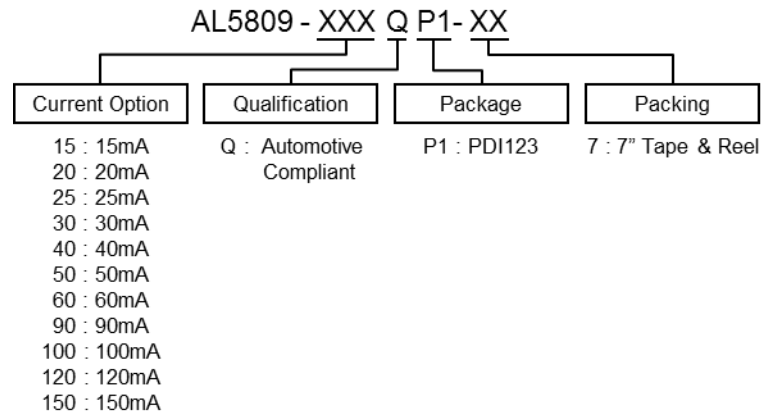 AL5809 - XXX Q P1- XX
Current Option
15 : 15mA
20 : 20mA
25 : 25mA
30 : 30mA
40 : 40mA
50 : 50mA
60 : 60mA
90 : 90mA
100 : 100mA
120 : 120mA
150 : 150mA
Qualification
Q : Automotive
Compliant
Package
P1 : PDI123
Packing
7 : 7” Tape & Reel